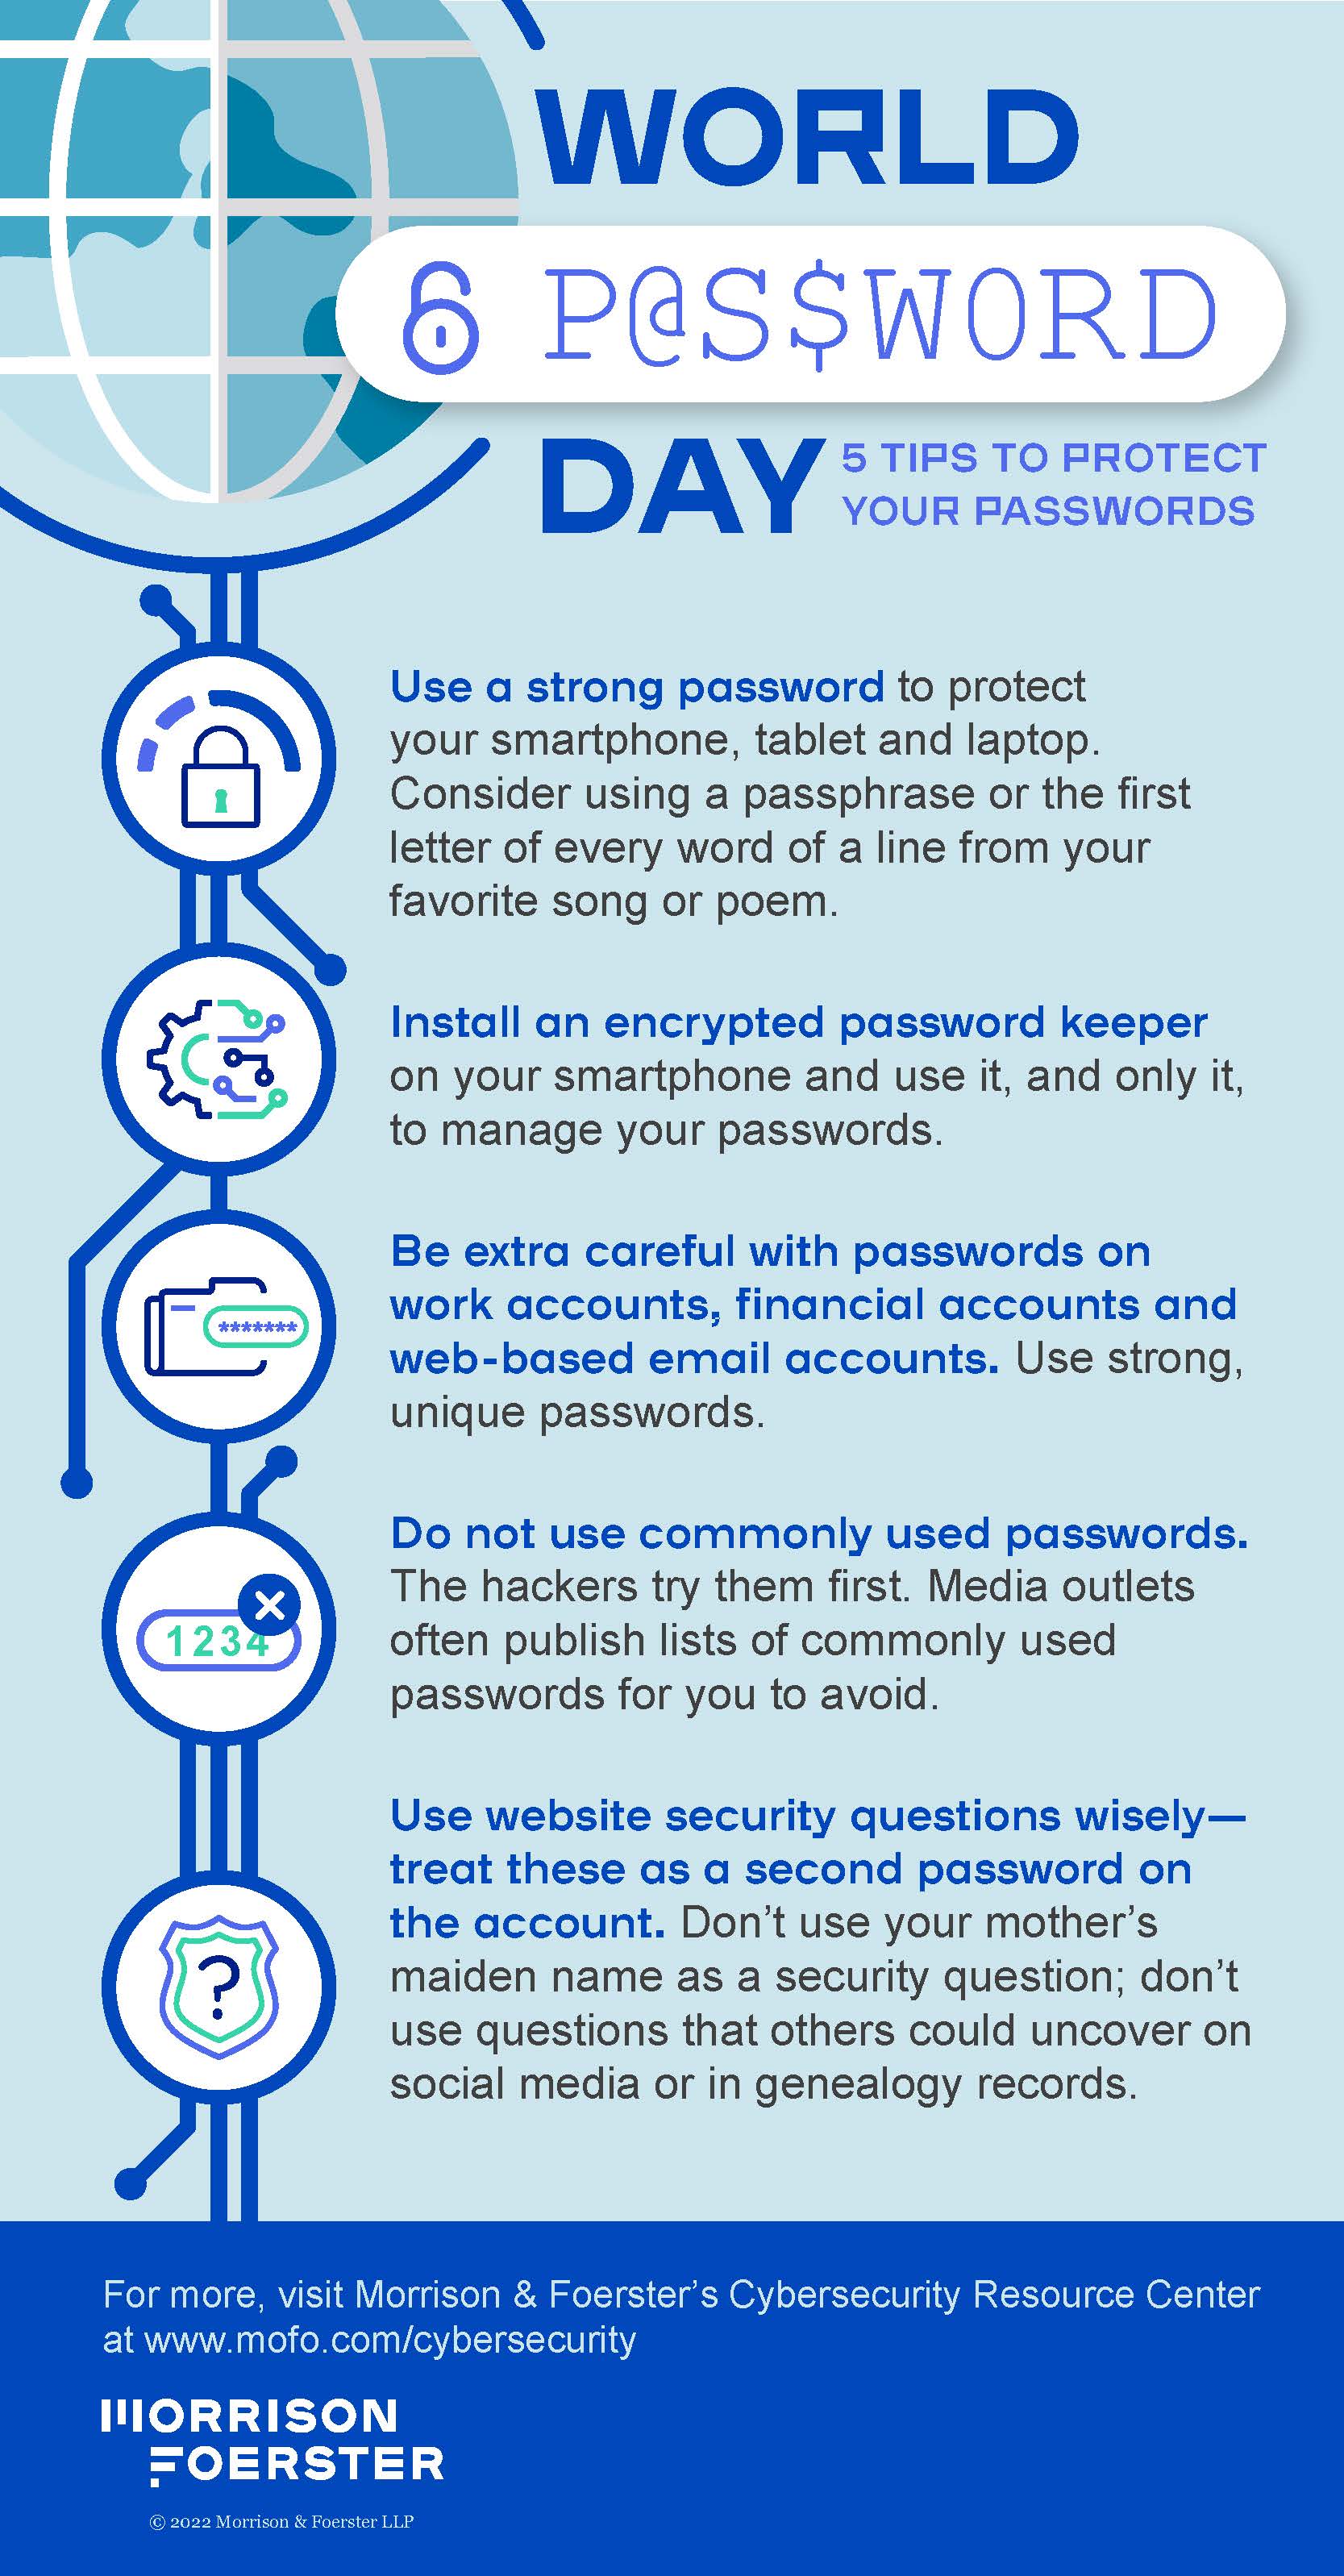 WORLD
P@S$W0RD
DAY
5 TIPS TO PROTECT
YOUR PASSWORDS
Use a strong password to protect
your smartphone, tablet and laptop.
Consider using a passphrase or the first
letter of every word of a line from your
favorite song or poem.
Install an encrypted password keeper
on your smartphone and use it, and only it,
to manage your passwords.
Be extra careful with passwords on
work accounts, financial accounts and
web-based email accounts. Use strong,
unique passwords.
*******
Do not use commonly used passwords.
The hackers try them first. Media outlets
often publish lists of commonly used
passwords for you to avoid.
1234
Use website security questions wisely—
treat these as a second password on
the account. Don’t use your mother’s
maiden name as a security question; don’t
use questions that others could uncover on
social media or in genealogy records.
?
For more, visit Morrison & Foerster’s Cybersecurity Resource Center
at www.mofo.com/cybersecurity
MORRISON
FOERSTER
© 2022 Morrison & Foerster LLP